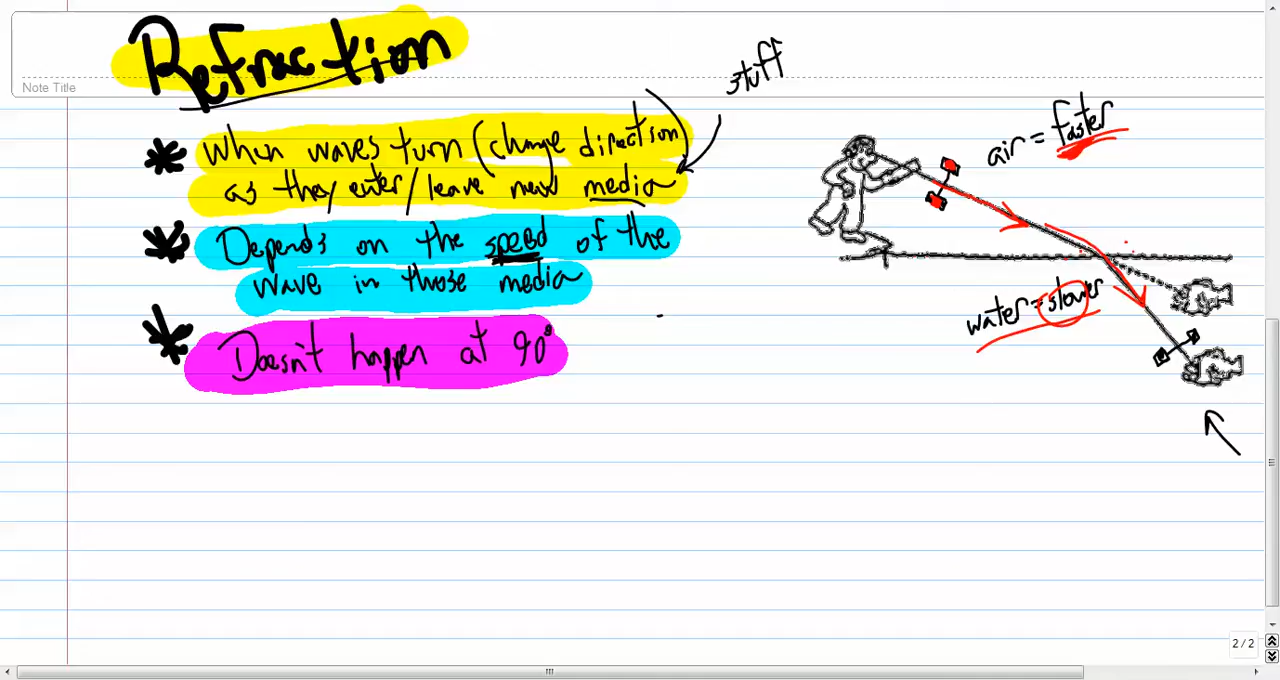 Refraction
Note Title
stuff
* When waves turn (change direction)
as they enter/leave new media
* Depends on the speed of the
wave in those media
* Doesn't happen at 90°
air = faster
water = slower
2 / 2